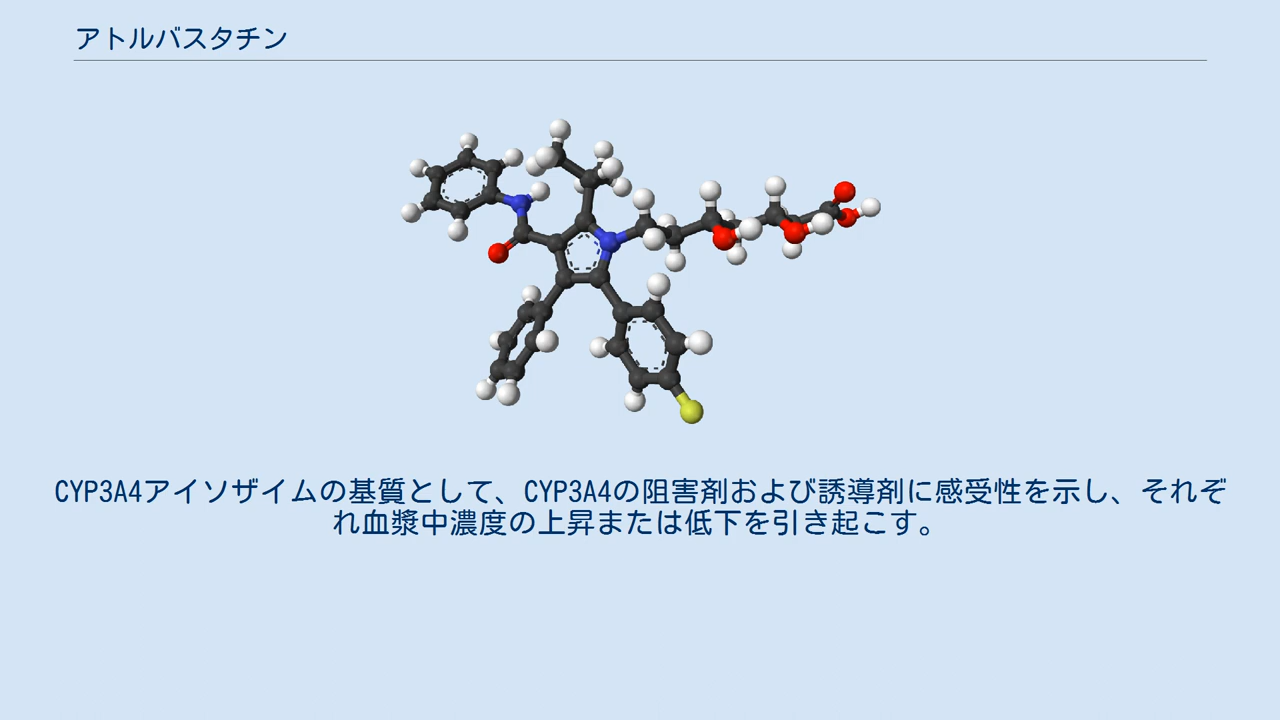 アトルバスタチン
CYP3A4アイソザイムの基質として、CYP3A4の阻害剤および誘導剤に感受性を示し、それぞ
れ血漿中濃度の上昇または低下を引き起こす。